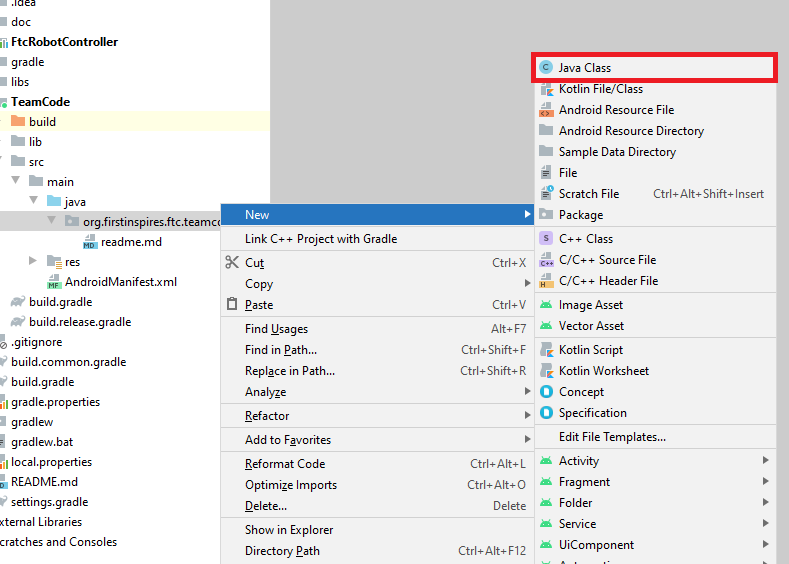 .idea
doc
FtcRobotController
gradle
libs
TeamCode
build
lib
src
main
java
org.firstinspires.ftc.teamco
readme.md
res
AndroidManifest.xml
build.gradle
build.release.gradle
.gitignore
build.common.gradle
build.gradle
gradle.properties
gradlew
gradlew.bat
local.properties
README.md
settings.gradle
xternal Libraries
cratches and Consoles
New
Link C++ Project with Gradle
Cut Ctrl+X
Copy
Paste Ctrl+V
Find Usages Alt+F7
Find in Path... Ctrl+Shift+F
Replace in Path... Ctrl+Shift+R
Analyze
Refactor
Add to Favorites
Reformat Code Ctrl+Alt+L
Optimize Imports Ctrl+Alt+O
Delete... Delete
Show in Explorer
Directory Path Ctrl+Alt+F12
C Java Class
Kotlin File/Class
Android Resource File
Android Resource Directory
Sample Data Directory
File
Scratch File Ctrl+Alt+Shift+Insert
Package
S C++ Class
C++ C/C++ Source File
H C/C++ Header File
Image Asset
Vector Asset
Kotlin Script
Kotlin Worksheet
Concept
Specification
Edit File Templates...
Activity
Fragment
Folder
Service
UiComponent